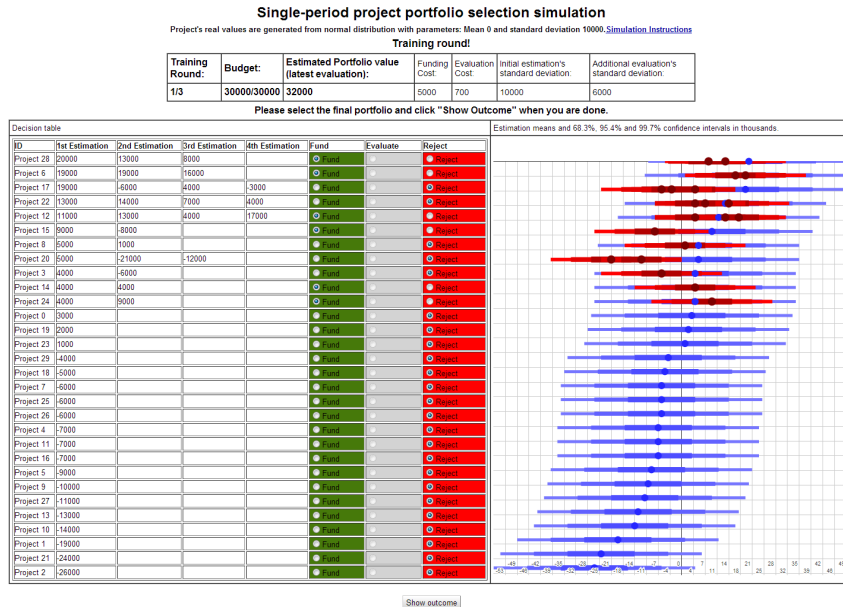 Single-period project portfolio selection simulation
Project's real values are generated from normal distribution with parameters: Mean 0 and standard deviation 10000. Simulation Instructions
Training round!
Training Round: Budget: Estimated Portfolio value (latest evaluation): Funding Cost: Evaluation Cost: Initial estimation's standard deviation: Additional evaluation's standard deviation:
1/3 30000/30000 32000 5000 700 10000 6000
Please select the final portfolio and click "Show Outcome" when you are done.
Decision table Estimation means and 68.3%, 95.4% and 99.7% confidence intervals in thousands.
ID 1st Estimation 2nd Estimation 3rd Estimation 4th Estimation Fund Evaluate Reject
Project 28 20000 13000 8000 Fund Reject
Project 6 19000 19000 16000 Fund Reject
Project 17 19000 -6000 4000 -3000 Fund Reject
Project 22 13000 14000 7000 4000 Fund Reject
Project 12 11000 13000 4000 17000 Fund Reject
Project 15 9000 -8000 Fund Reject
Project 8 5000 1000 Fund Reject
Project 20 5000 -21000 -12000 Fund Reject
Project 3 4000 -6000 Fund Reject
Project 14 4000 4000 Fund Reject
Project 24 4000 9000 Fund Reject
Project 0 3000 Fund Reject
Project 19 2000 Fund Reject
Project 23 1000 Fund Reject
Project 29 -4000 Fund Reject
Project 18 -5000 Fund Reject
Project 7 -6000 Fund Reject
Project 25 -6000 Fund Reject
Project 26 -6000 Fund Reject
Project 4 -7000 Fund Reject
Project 11 -7000 Fund Reject
Project 16 -7000 Fund Reject
Project 5 -9000 Fund Reject
Project 9 -10000 Fund Reject
Project 27 -11000 Fund Reject
Project 13 -13000 Fund Reject
Project 10 -14000 Fund Reject
Project 1 -19000 Fund Reject
Project 21 -24000 Fund Reject
Project 2 -26000 Fund Reject
0 7 14 21 28 35 42
4 11 18 25 32 39
Show outcome